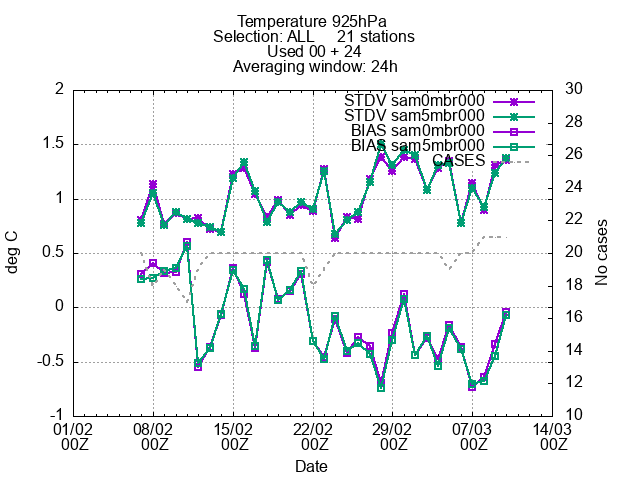 Temperature 925hPa
Selection: ALL     21 stations
Used 00 + 24
Averaging window: 24h
deg C
2
1.5
1
0.5
0
-0.5
-1
STDV sam0mbr000
STDV sam5mbr000
BIAS sam0mbr000
BIAS sam5mbr000
CASES
30
28
26
24
22
20
18
16
14
12
10
No cases
01/02 08/02 15/02 22/02 29/02 07/03 14/03
00Z 00Z 00Z 00Z 00Z 00Z 00Z
Date